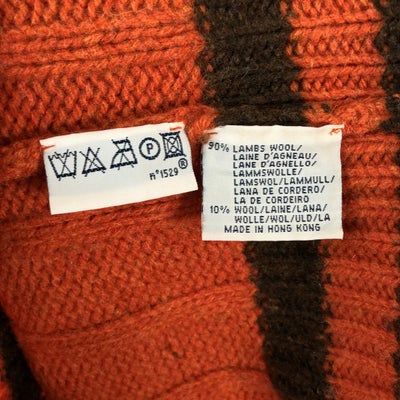 P
®
N°1529
90% LAMBS WOOL/
LAINE D'AGNEAU/
LANE D'AGNELLO/
LAMMSWOLLE/
LAMSWOL/LAMMULL/
LANA DE CORDERO/
LA DE CORDEIRO
10% WOOL/LAINE/LANA/
WOLLE/WOL/ULD/LA
MADE IN HONG KONG